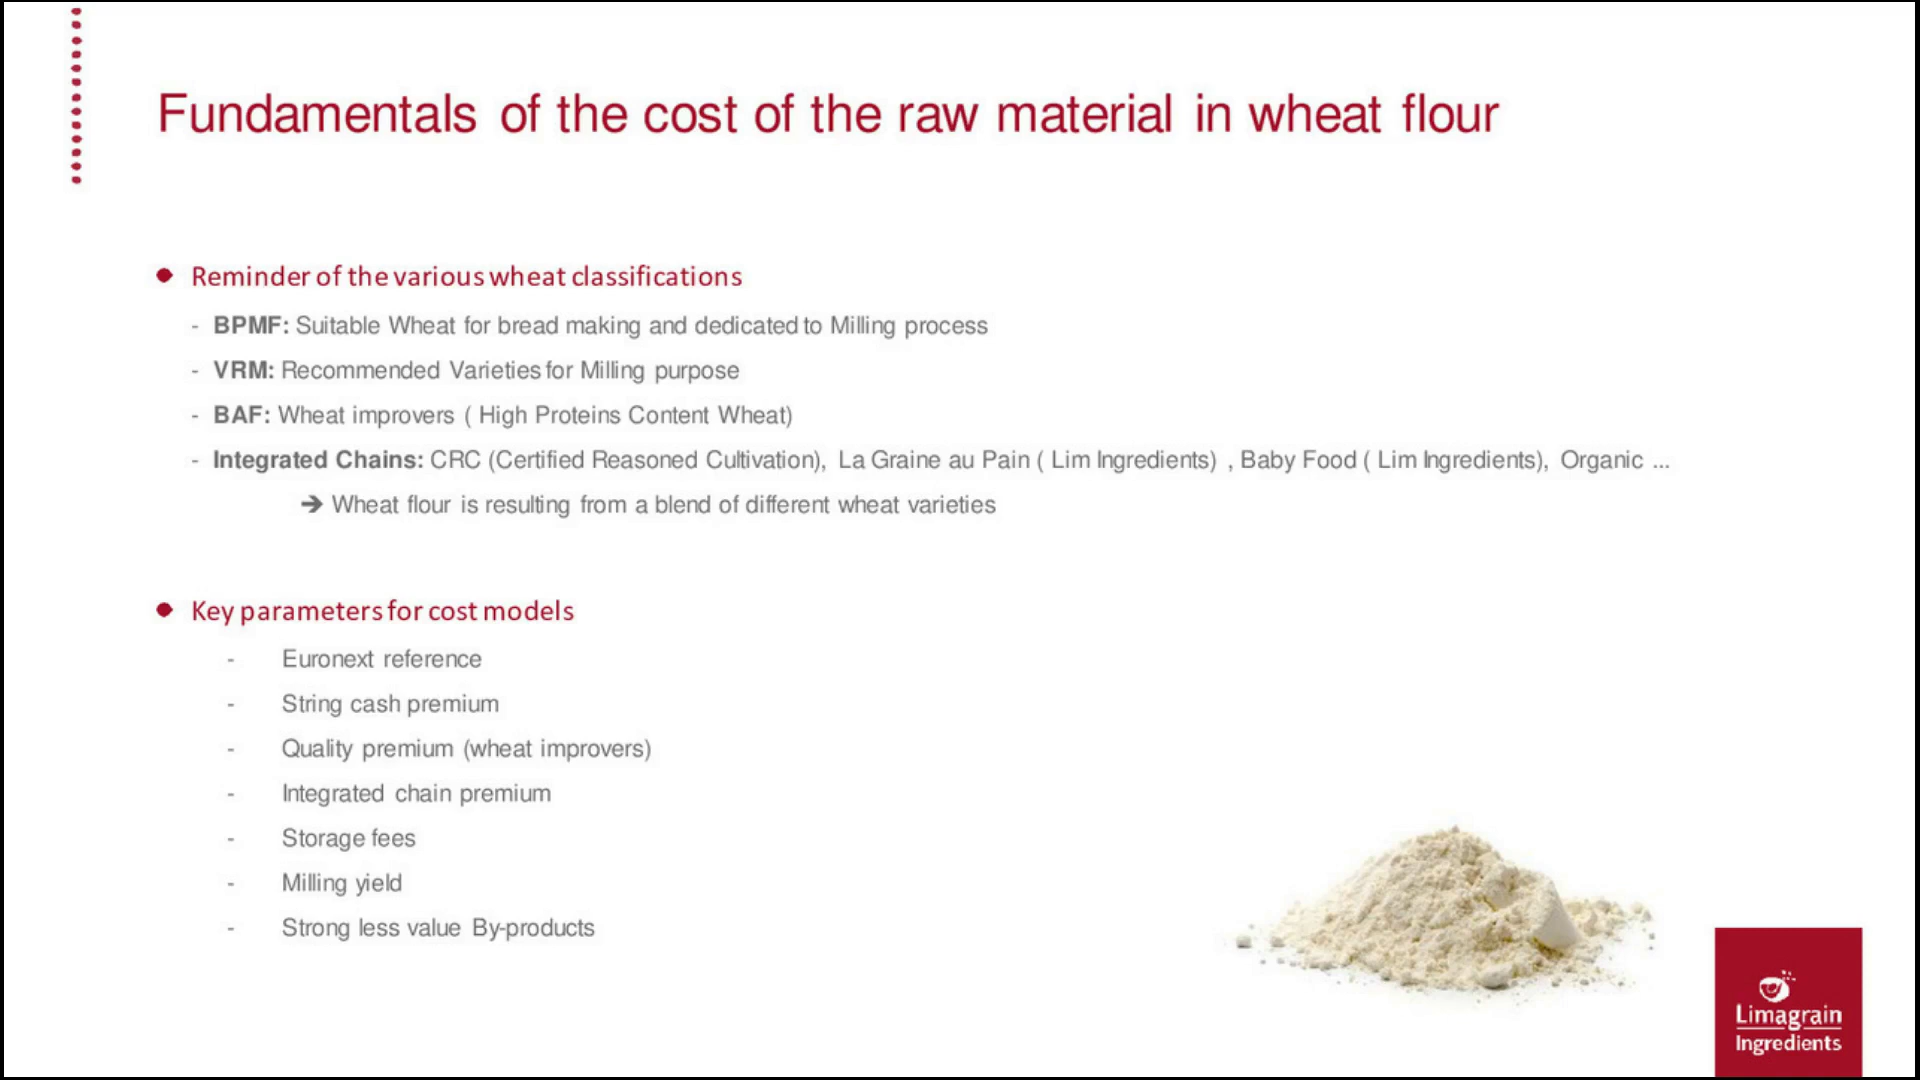 Fundamentals of the cost of the raw material in wheat flour
Reminder of the various wheat classifications
- BPMF: Suitable Wheat for bread making and dedicated to Milling process
- VRM: Recommended Varieties for Milling purpose
- BAF: Wheat improvers ( High Proteins Content Wheat)
- Integrated Chains: CRC (Certified Reasoned Cultivation), La Graine au Pain ( Lim Ingredients) , Baby Food ( Lim Ingredients), Organic ...
➔ Wheat flour is resulting from a blend of different wheat varieties
Key parameters for cost models
- Euronext reference
- String cash premium
- Quality premium (wheat improvers)
- Integrated chain premium
- Storage fees
- Milling yield
- Strong less value By-products
Limagrain
Ingredients